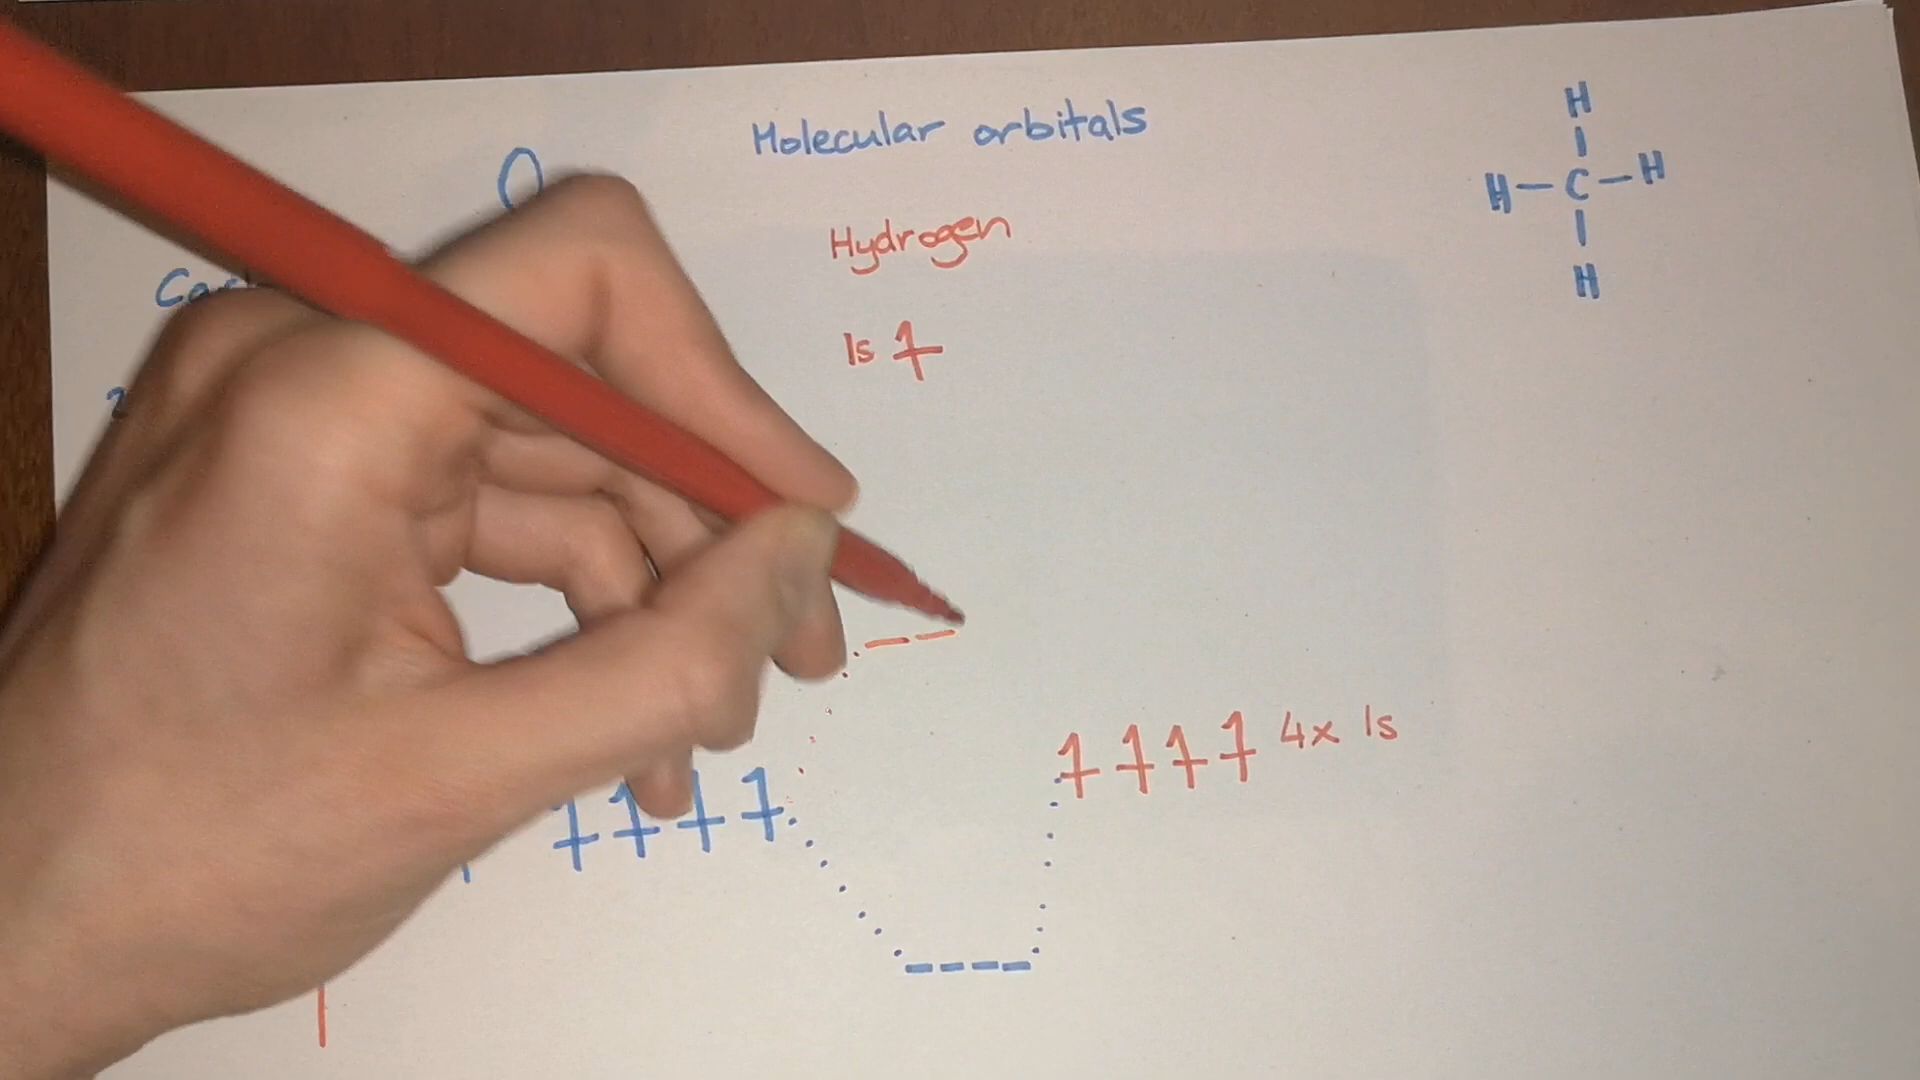 Molecular orbitals
H
H – C – H
H
Hydrogen
1s
4x 1s